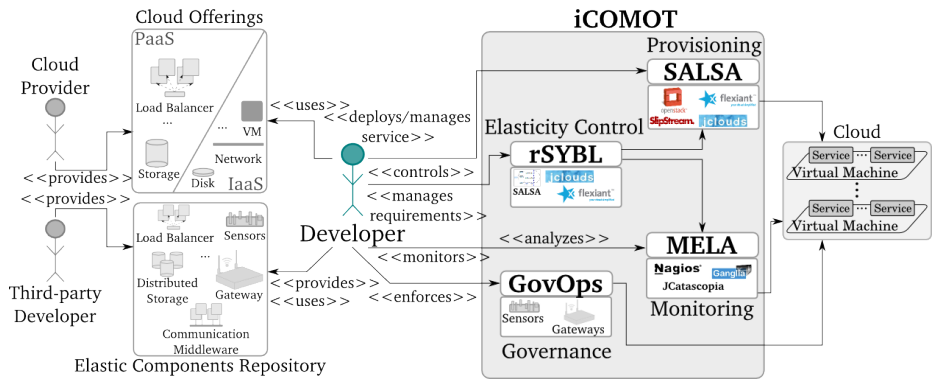 Cloud Offerings
PaaS
Load Balancer
...
Storage
...
VM
Network
Disk
IaaS
Cloud
Provider
<<provides>>
<<provides>>
Third-party
Developer
Load Balancer
Sensors
...
Distributed
Storage
Gateway
Communication
Middleware
Elastic Components Repository
<<uses>>
<<deploys/manages
service>>
<<controls>>
<<manages
requirements>>
Developer
<<analyzes>>
<<monitors>>
<<provides>>
<<uses>>
<<enforces>>
iCOMOT
Provisioning
SALSA
openstack
flexiant
SlipStream.
jclouds
Elasticity Control
rSYBL
SALSA
jclouds
flexiant
MELA
Nagios
Ganglia
JCatascopia
Monitoring
GovOps
Sensors
Gateways
Governance
Cloud
Service ... Service
Virtual Machine
Service ... Service
Virtual Machine